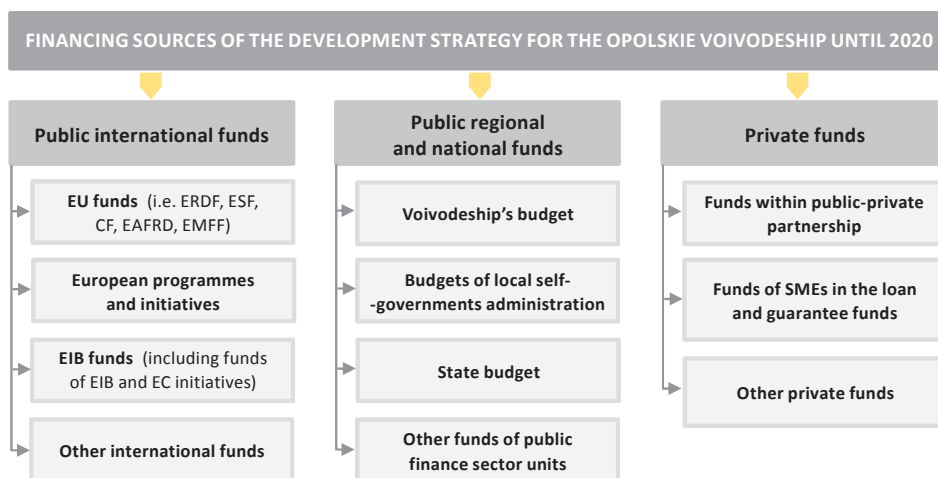 FINANCING SOURCES OF THE DEVELOPMENT STRATEGY FOR THE OPOLSKIE VOIVODESHIP UNTIL 2020
Public international funds
EU funds (i.e. ERDF, ESF,
CF, EAFRD, EMFF)
European programmes
and initiatives
EIB funds (including funds
of EIB and EC initiatives)
Other international funds
Public regional
and national funds
Voivodeship's budget
Budgets of local self-
-governments administration
State budget
Other funds of public
finance sector units
Private funds
Funds within public-private
partnership
Funds of SMEs in the loan
and guarantee funds
Other private funds